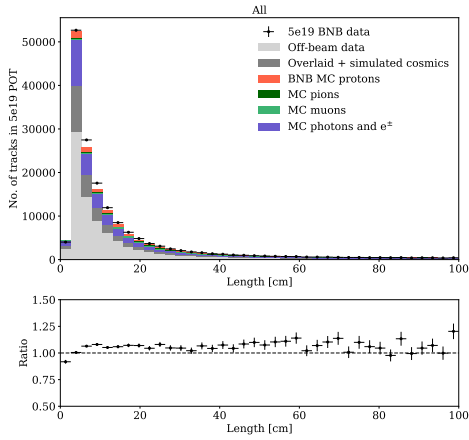 All
50000
40000
30000
20000
10000
0
No. of tracks in 5e19 POT
5e19 BNB data
Off-beam data
Overlaid + simulated cosmics
BNB MC protons
MC pions
MC muons
MC photons and e±
0 20 40 60 80 100
Length [cm]
1.50
1.25
1.00
0.75
0.50
Ratio
0 20 40 60 80 100
Length [cm]